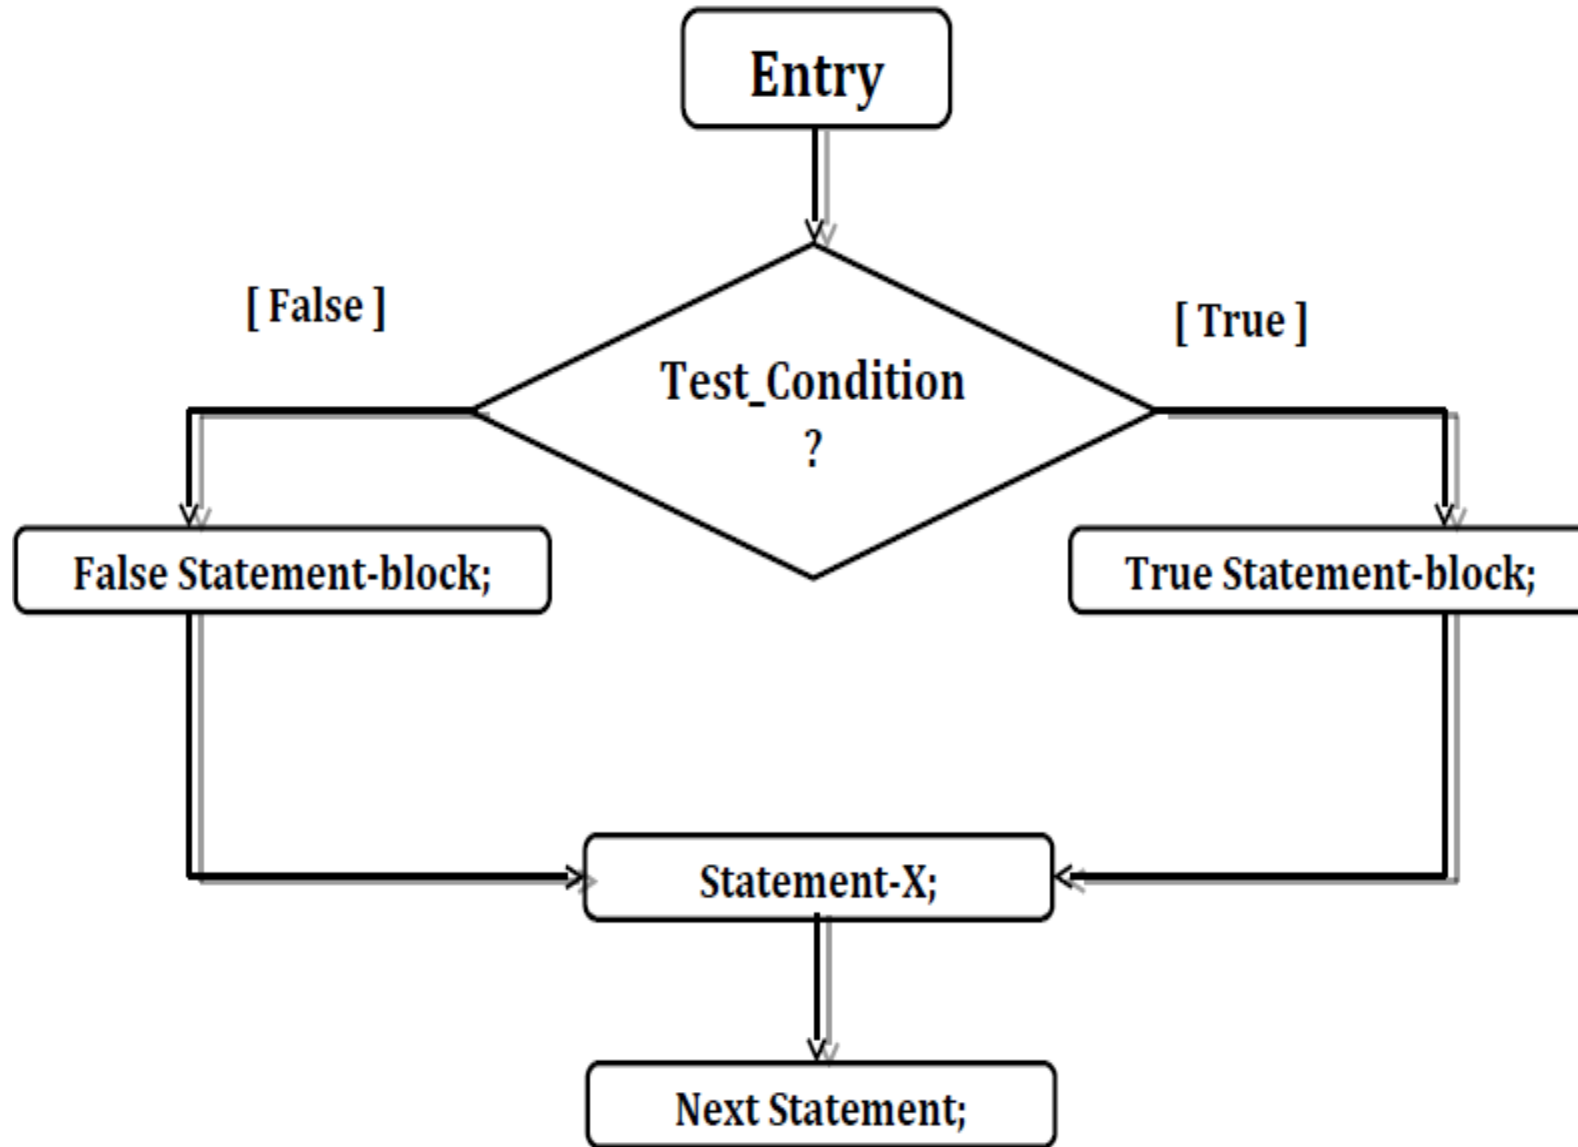 Entry
[ False ]
[ True ]
Test_Condition
?
False Statement-block;
True Statement-block;
Statement-X;
Next Statement;